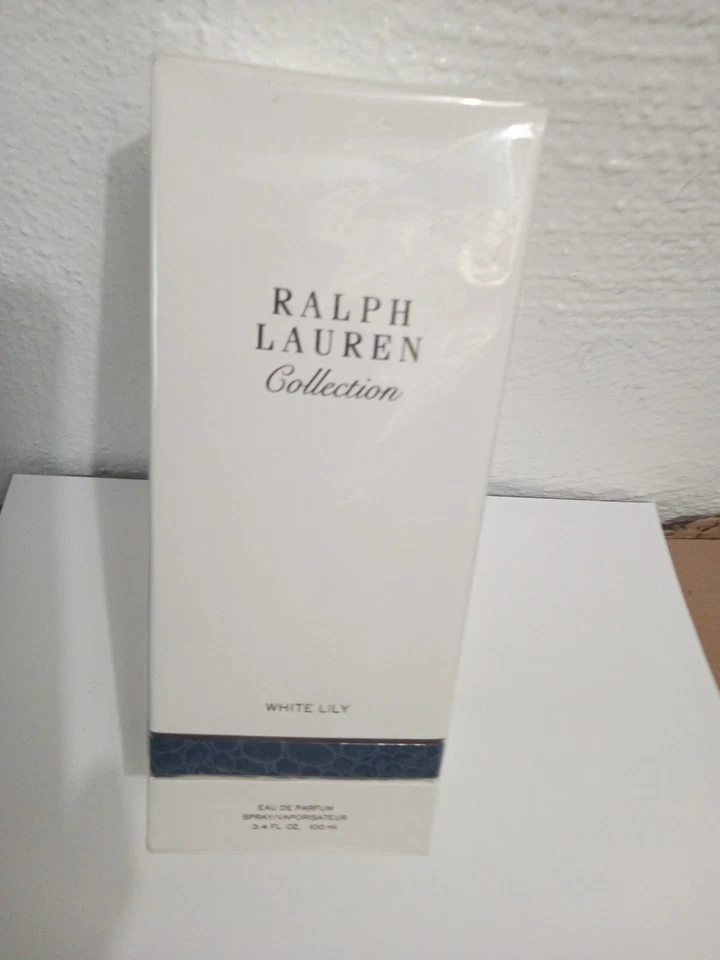 RALPH
LAUREN
Collection
WHITE LILY
EAU DE PARFUM
SPRAY/VAPORISATEUR
3.4 FL. OZ. 100 ml